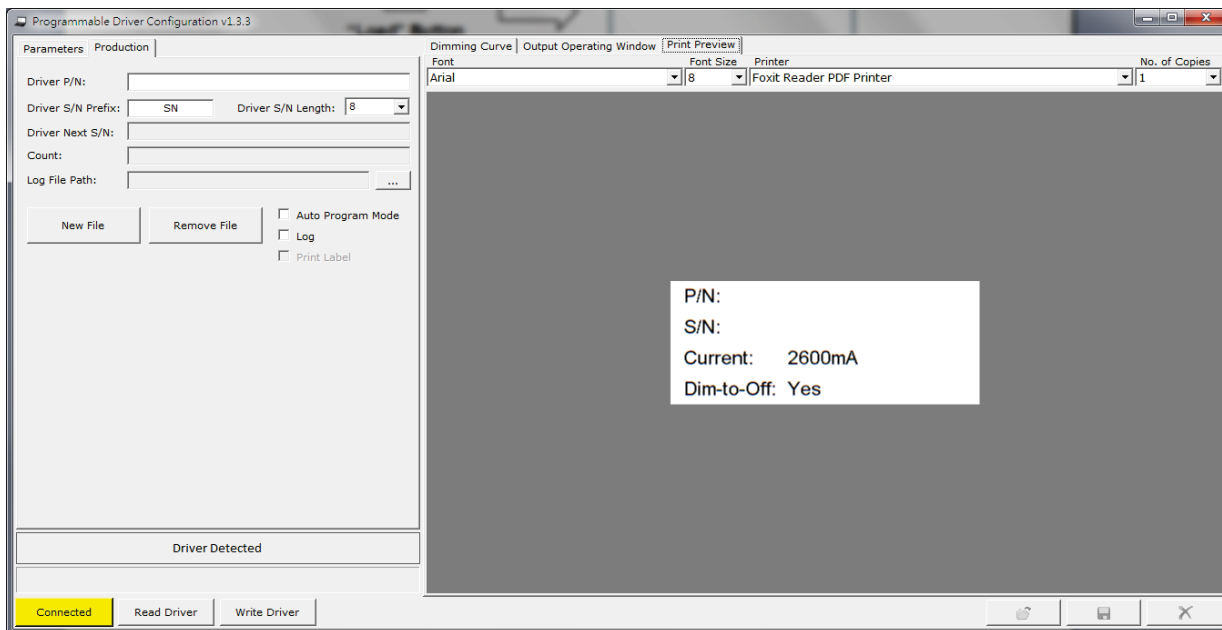 "Load" Button
Programmable Driver Configuration v1.3.3
Parameters Production
Driver P/N:
Driver S/N Prefix: SN Driver S/N Length: 8
Driver Next S/N:
Count:
Log File Path: ...
New File Remove File
Auto Program Mode
Log
Print Label
Driver Detected
Connected Read Driver Write Driver
Dimming Curve Output Operating Window Print Preview
Font Font Size Printer No. of Copies
Arial 8 Foxit Reader PDF Printer 1
P/N:
S/N:
Current: 2600mA
Dim-to-Off: Yes